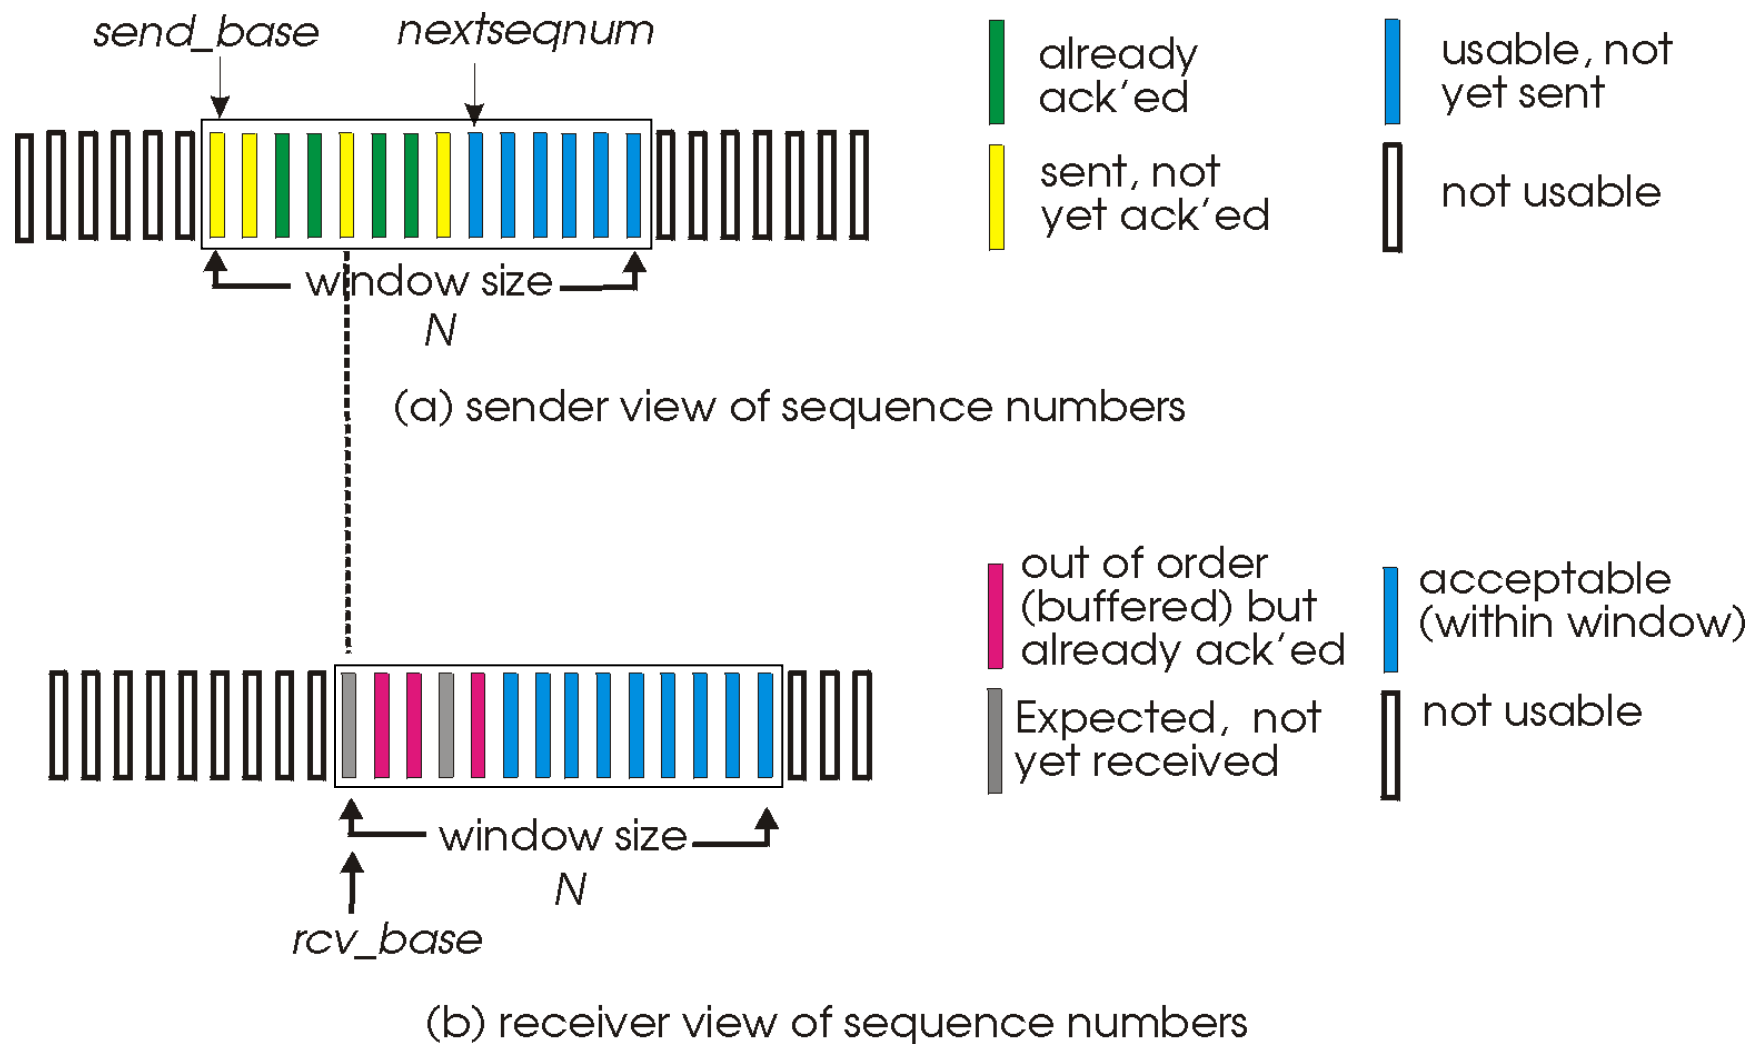 send_base
nextseqnum
already
ack'ed
usable, not
yet sent
sent, not
yet ack'ed
not usable
window size
N
(a) sender view of sequence numbers
out of order
(buffered) but
already ack'ed
acceptable
(within window)
Expected, not
yet received
not usable
window size
N
rcv_base
(b) receiver view of sequence numbers